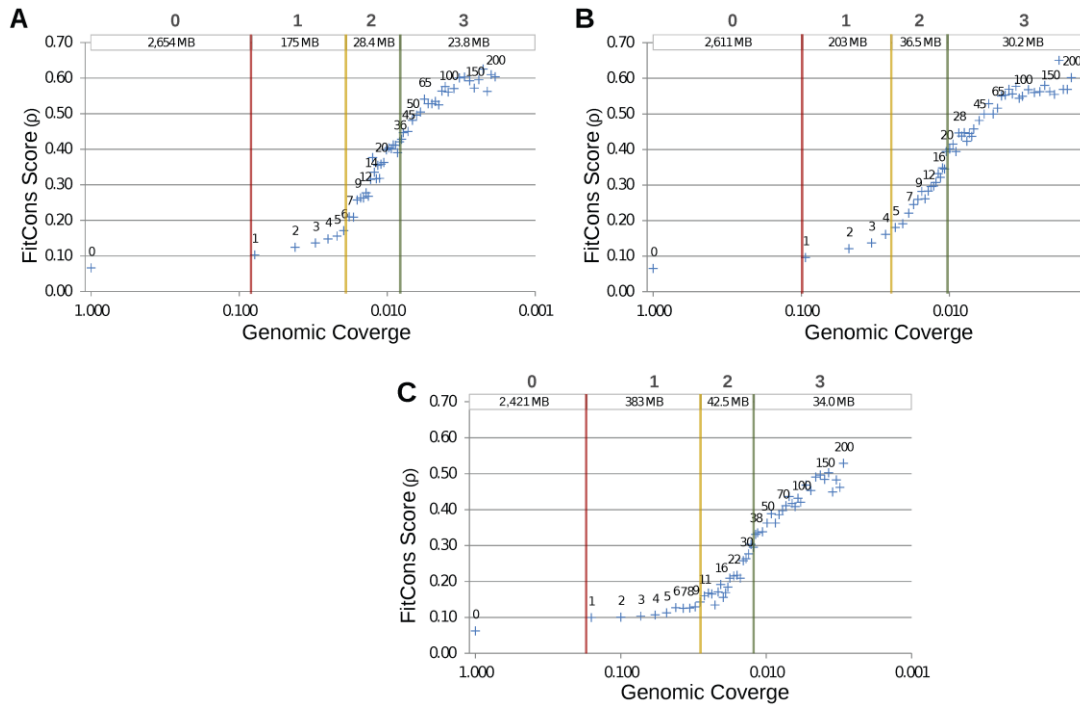 A
0 1 2 3
2,654 MB 175 MB 28.4 MB 23.8 MB
0.70
0.60
0.50
0.40
0.30
0.20
0.10
0.00
FitCons Score (ρ)
0 1 2 3 4 5 6 7 9 12 14 20 36 45 50 65 100 150 200
1.000 0.100 0.010 0.001
Genomic Coverge
B
0 1 2 3
2,611 MB 203 MB 36.5 MB 30.2 MB
0.70
0.60
0.50
0.40
0.30
0.20
0.10
0.00
FitCons Score (ρ)
0 1 2 3 4 5 7 9 12 16 20 28 45 65 100 150 200
1.000 0.100 0.010
Genomic Coverge
C
0 1 2 3
2,421 MB 383 MB 42.5 MB 34.0 MB
0.70
0.60
0.50
0.40
0.30
0.20
0.10
0.00
FitCons Score (ρ)
0 1 2 3 4 5 6 7 8 9 11 16 22 30 38 50 70 100 150 200
1.000 0.100 0.010 0.001
Genomic Coverge